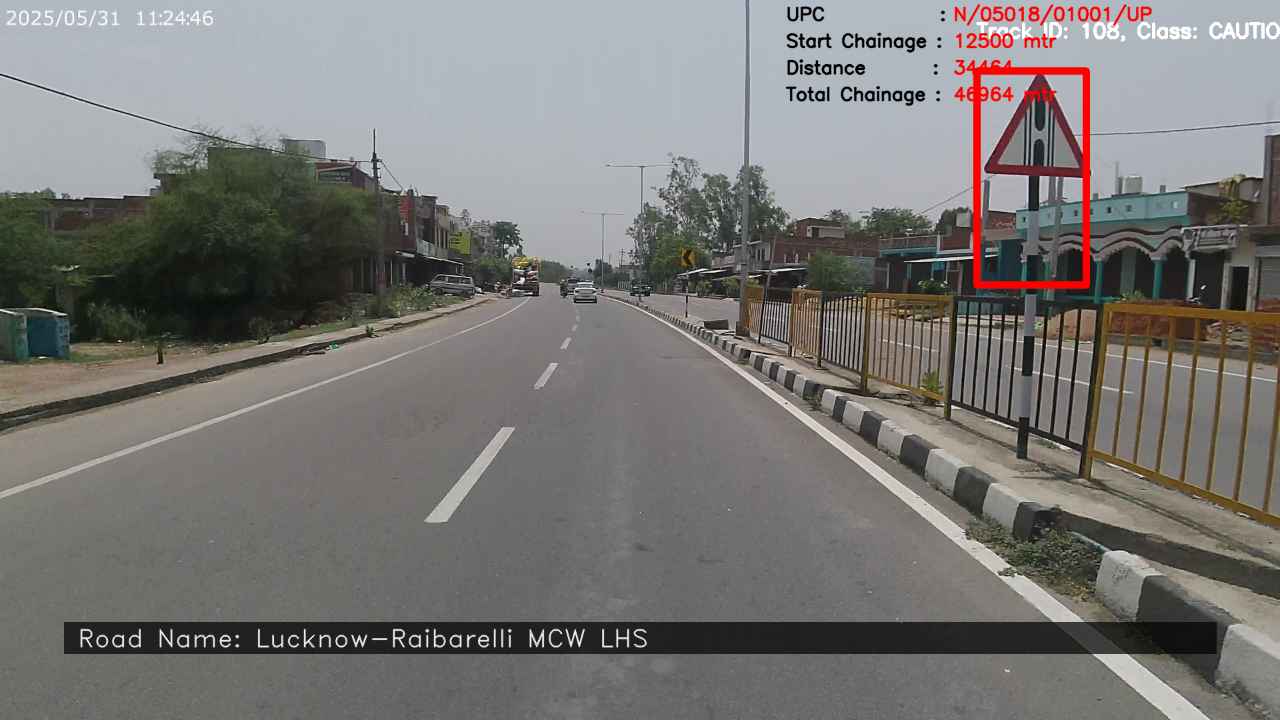 2025/05/31 11:24:46
UPC : N/05018/01001/UP
Track ID: 108, Class: CAUTIO
Start Chainage : 12500 mtr
Distance : 34464
Total Chainage : 46964 mtr
Road Name: Lucknow-Raibarelli MCW LHS